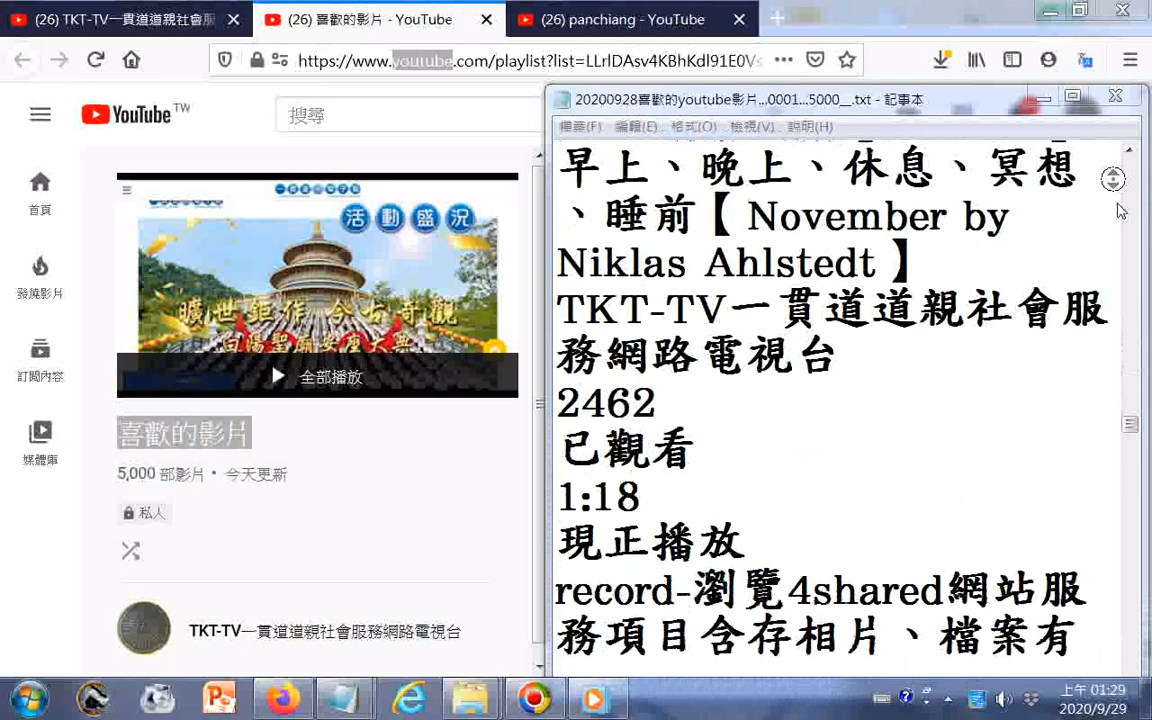 (26) TKT-TV一貫道道親社會服
(26) 喜歡的影片 - YouTube
(26) panchiang - YouTube
https://www.youtube.com/playlist?list=LLrlDAsv4KBhKdl91E0Vs
YouTube TW
搜尋
首頁
發燒影片
訂閱內容
媒體庫
活動盛況
曠世鉅作 今古奇觀
全部播放
喜歡的影片
5,000 部影片・今天更新
私人
TKT-TV一貫道道親社會服務網路電視台
20200928喜歡的youtube影片...0001...5000__.txt - 記事本
檔案(F) 編輯(E) 格式(O) 檢視(V) 說明(H)
早上、晚上、休息、冥想
、睡前【 November by
Niklas Ahlstedt 】
TKT-TV一貫道道親社會服
務網路電視台
2462
已觀看
1:18
現正播放
record-瀏覽4shared網站服
務項目含存相片、檔案有
上午 01:29
2020/9/29